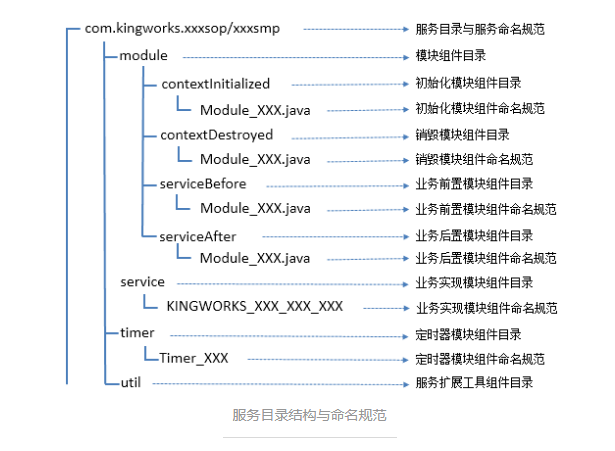 com.kingworks.xxxsop/xxxsmp 服务目录与服务命名规范
module 模块组件目录
contextInitialized 初始化模块组件目录
Module_XXX.java 初始化模块组件命名规范
contextDestroyed 销毁模块组件目录
Module_XXX.java 销毁模块组件命名规范
serviceBefore 业务前置模块组件目录
Module_XXX.java 业务前置模块组件命名规范
serviceAfter 业务后置模块组件目录
Module_XXX.java 业务后置模块组件命名规范
service 业务实现模块组件目录
KINGWORKS_XXX_XXX_XXX 业务实现模块组件命名规范
timer 定时器模块组件目录
Timer_XXX 定时器模块组件命名规范
util 服务扩展工具组件目录
服务目录结构与命名规范